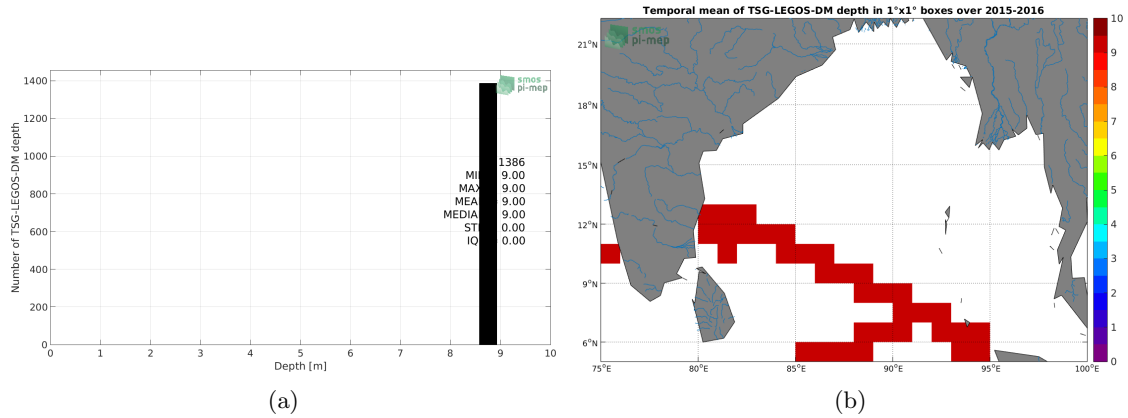 1400
1200
1000
800
600
400
200
0
Number of TSG-LEGOS-DM depth
smos
pi-mep
1386
9.00
9.00
9.00
9.00
0.00
0.00
0 1 2 3 4 5 6 7 8 9 10
Depth [m]
(a)
Temporal mean of TSG-LEGOS-DM depth in 1°x1° boxes over 2015-2016
smos
pi-mep
21°N
18°N
15°N
12°N
9°N
6°N
75°E 80°E 85°E 90°E 95°E 100°E
10
9
8
7
6
5
4
3
2
1
0
(b)